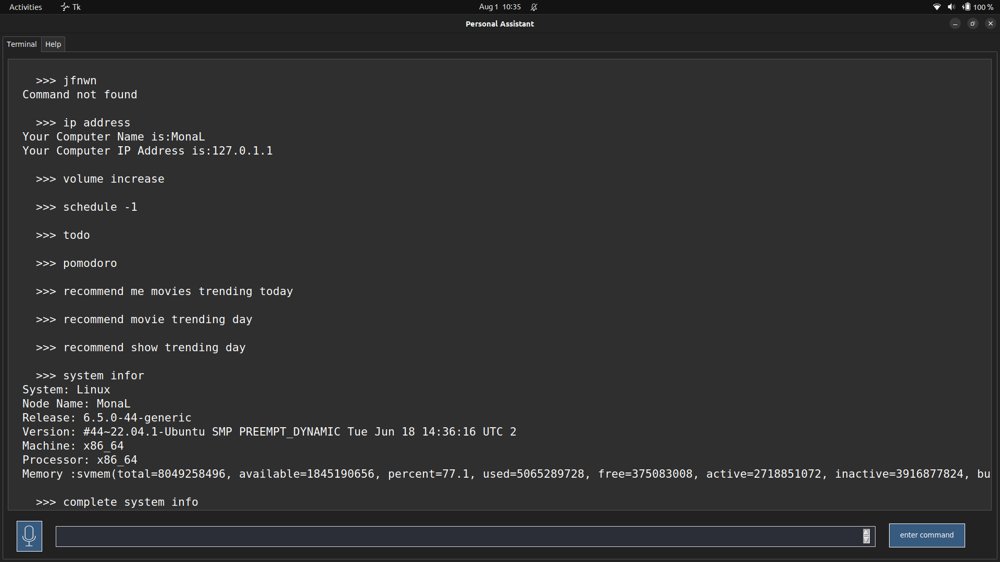 Activities Tk Aug 1 10:35 100 %
Personal Assistant
Terminal Help
>>> jfnwn
Command not found
>>> ip address
Your Computer Name is:MonaL
Your Computer IP Address is:127.0.1.1
>>> volume increase
>>> schedule -1
>>> todo
>>> pomodoro
>>> recommend me movies trending today
>>> recommend movie trending day
>>> recommend show trending day
>>> system infor
System: Linux
Node Name: MonaL
Release: 6.5.0-44-generic
Version: #44~22.04.1-Ubuntu SMP PREEMPT_DYNAMIC Tue Jun 18 14:36:16 UTC 2
Machine: x86_64
Processor: x86_64
Memory :svmem(total=8049258496, available=1845190656, percent=77.1, used=5065289728, free=375083008, active=2718851072, inactive=3916877824, bu
>>> complete system info
enter command